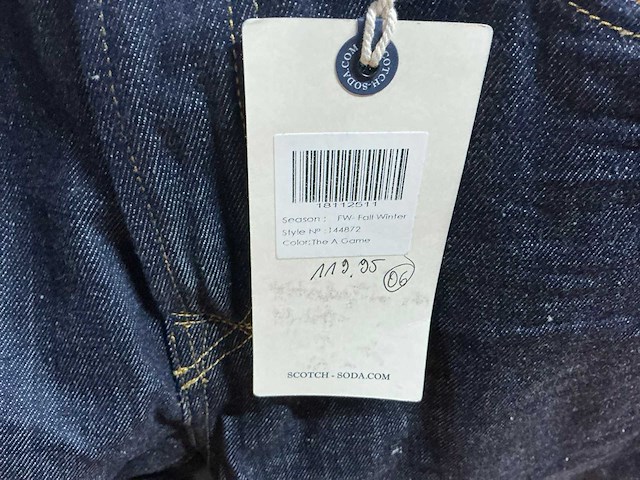 SCOTCH-SODA.COM
18112511
Season : FW- Fall Winter
Style Nº :144872
Color:The A Game
119.95
06
SCOTCH - SODA.COM